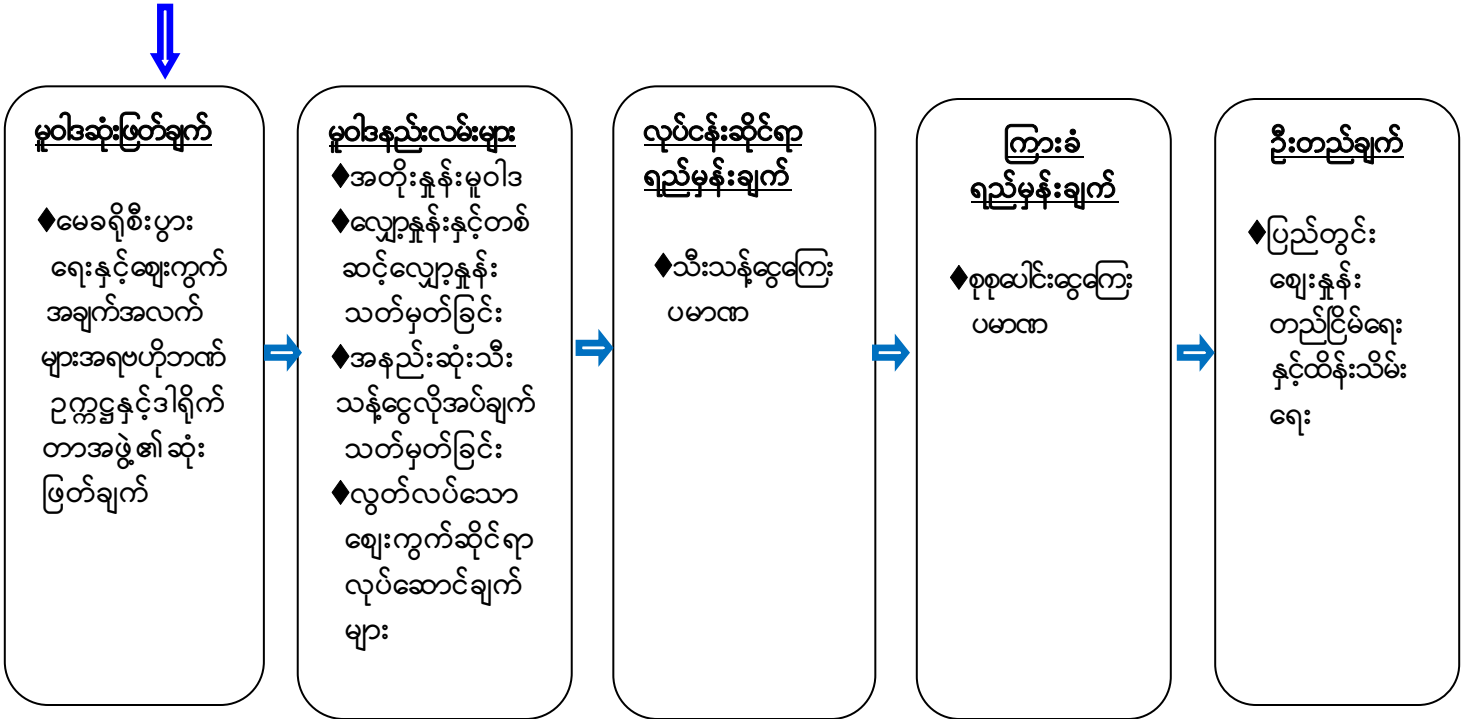 မူဝါဒဆုံးဖြတ်ချက်
♦မေခရိုစီးပွား
ရေးနှင့်ဈေးကွက်
အချက်အလက်
များအရဗဟိုဘဏ်
ဥက္ကဋ္ဌနှင့်ဒါရိုက်
တာအဖွဲ့၏ဆုံး
ဖြတ်ချက်
မူဝါဒနည်းလမ်းများ
♦အတိုးနှုန်းမူဝါဒ
♦လျှော့နှုန်းနှင့်တစ်
ဆင့်လျှော့နှုန်း
သတ်မှတ်ခြင်း
♦အနည်းဆုံးသီး
သန့်ငွေလိုအပ်ချက်
သတ်မှတ်ခြင်း
♦လွတ်လပ်သော
ဈေးကွက်ဆိုင်ရာ
လုပ်ဆောင်ချက်
များ
လုပ်ငန်းဆိုင်ရာ
ရည်မှန်းချက်
♦သီးသန့်ငွေကြေး
ပမာဏ
ကြားခံ
ရည်မှန်းချက်
♦စုစုပေါင်းငွေကြေး
ပမာဏ
ဦးတည်ချက်
♦ပြည်တွင်း
ဈေးနှုန်း
တည်ငြိမ်ရေး
နှင့်ထိန်းသိမ်း
ရေး